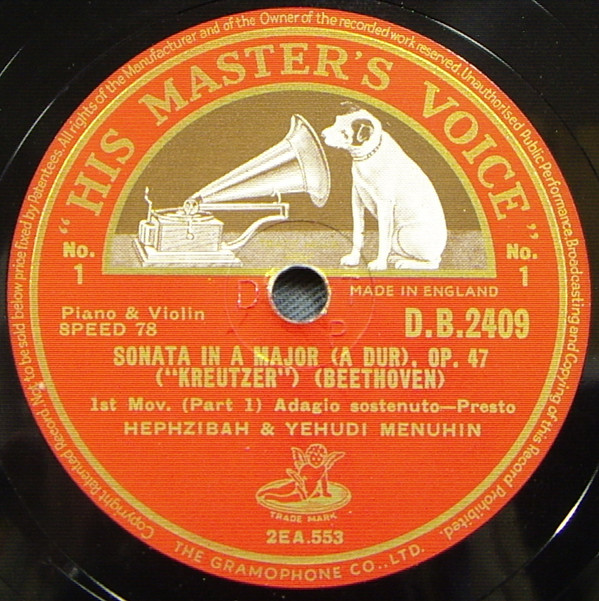 All rights of the Manufacturer and of the Owner of the recorded work reserved. Unauthorised Public Performance, Broadcasting and Copying of this Record Prohibited.
"HIS MASTER'S VOICE"
No. 1
No. 1
MADE IN ENGLAND
Piano & Violin
SPEED 78
D.B.2409
SONATA IN A MAJOR (A DUR), OP. 47
("KREUTZER") (BEETHOVEN)
1st Mov. (Part 1) Adagio sostenuto—Presto
HEPHZIBAH & YEHUDI MENUHIN
TRADE MARK
2EA.553
THE GRAMOPHONE CO., LTD.
Copyright Patented Record Not to be sold below price fixed by Patentees.